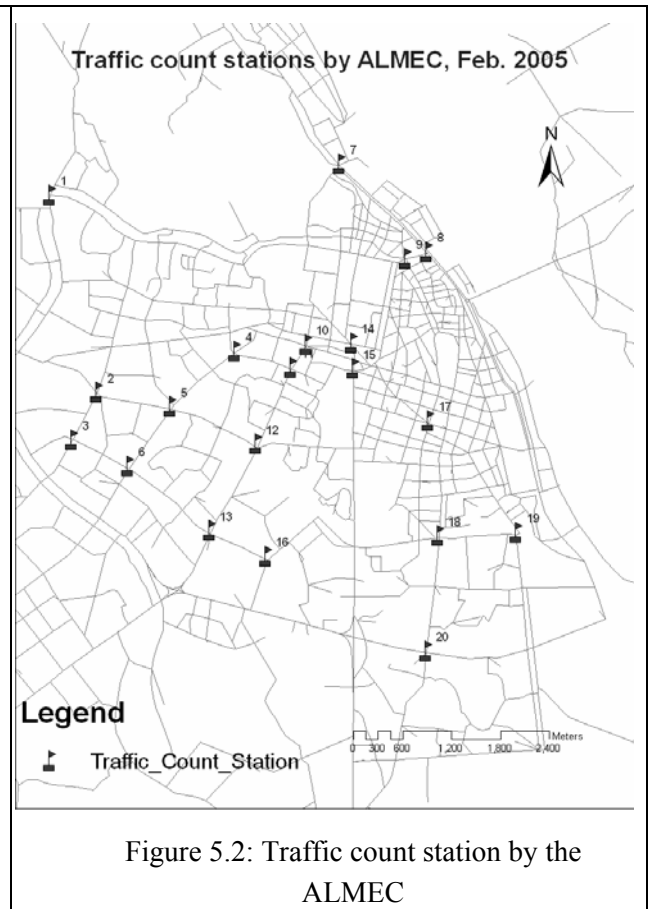 Traffic count stations by ALMEC, Feb. 2005
7
N
1
9 8
10 14
4
15
2
5
17
3
12
6
13
18 19
16
20
Legend
Traffic_Count_Station
Meters
0 300 600 1,200 1,800 2,400
Figure 5.2: Traffic count station by the
ALMEC